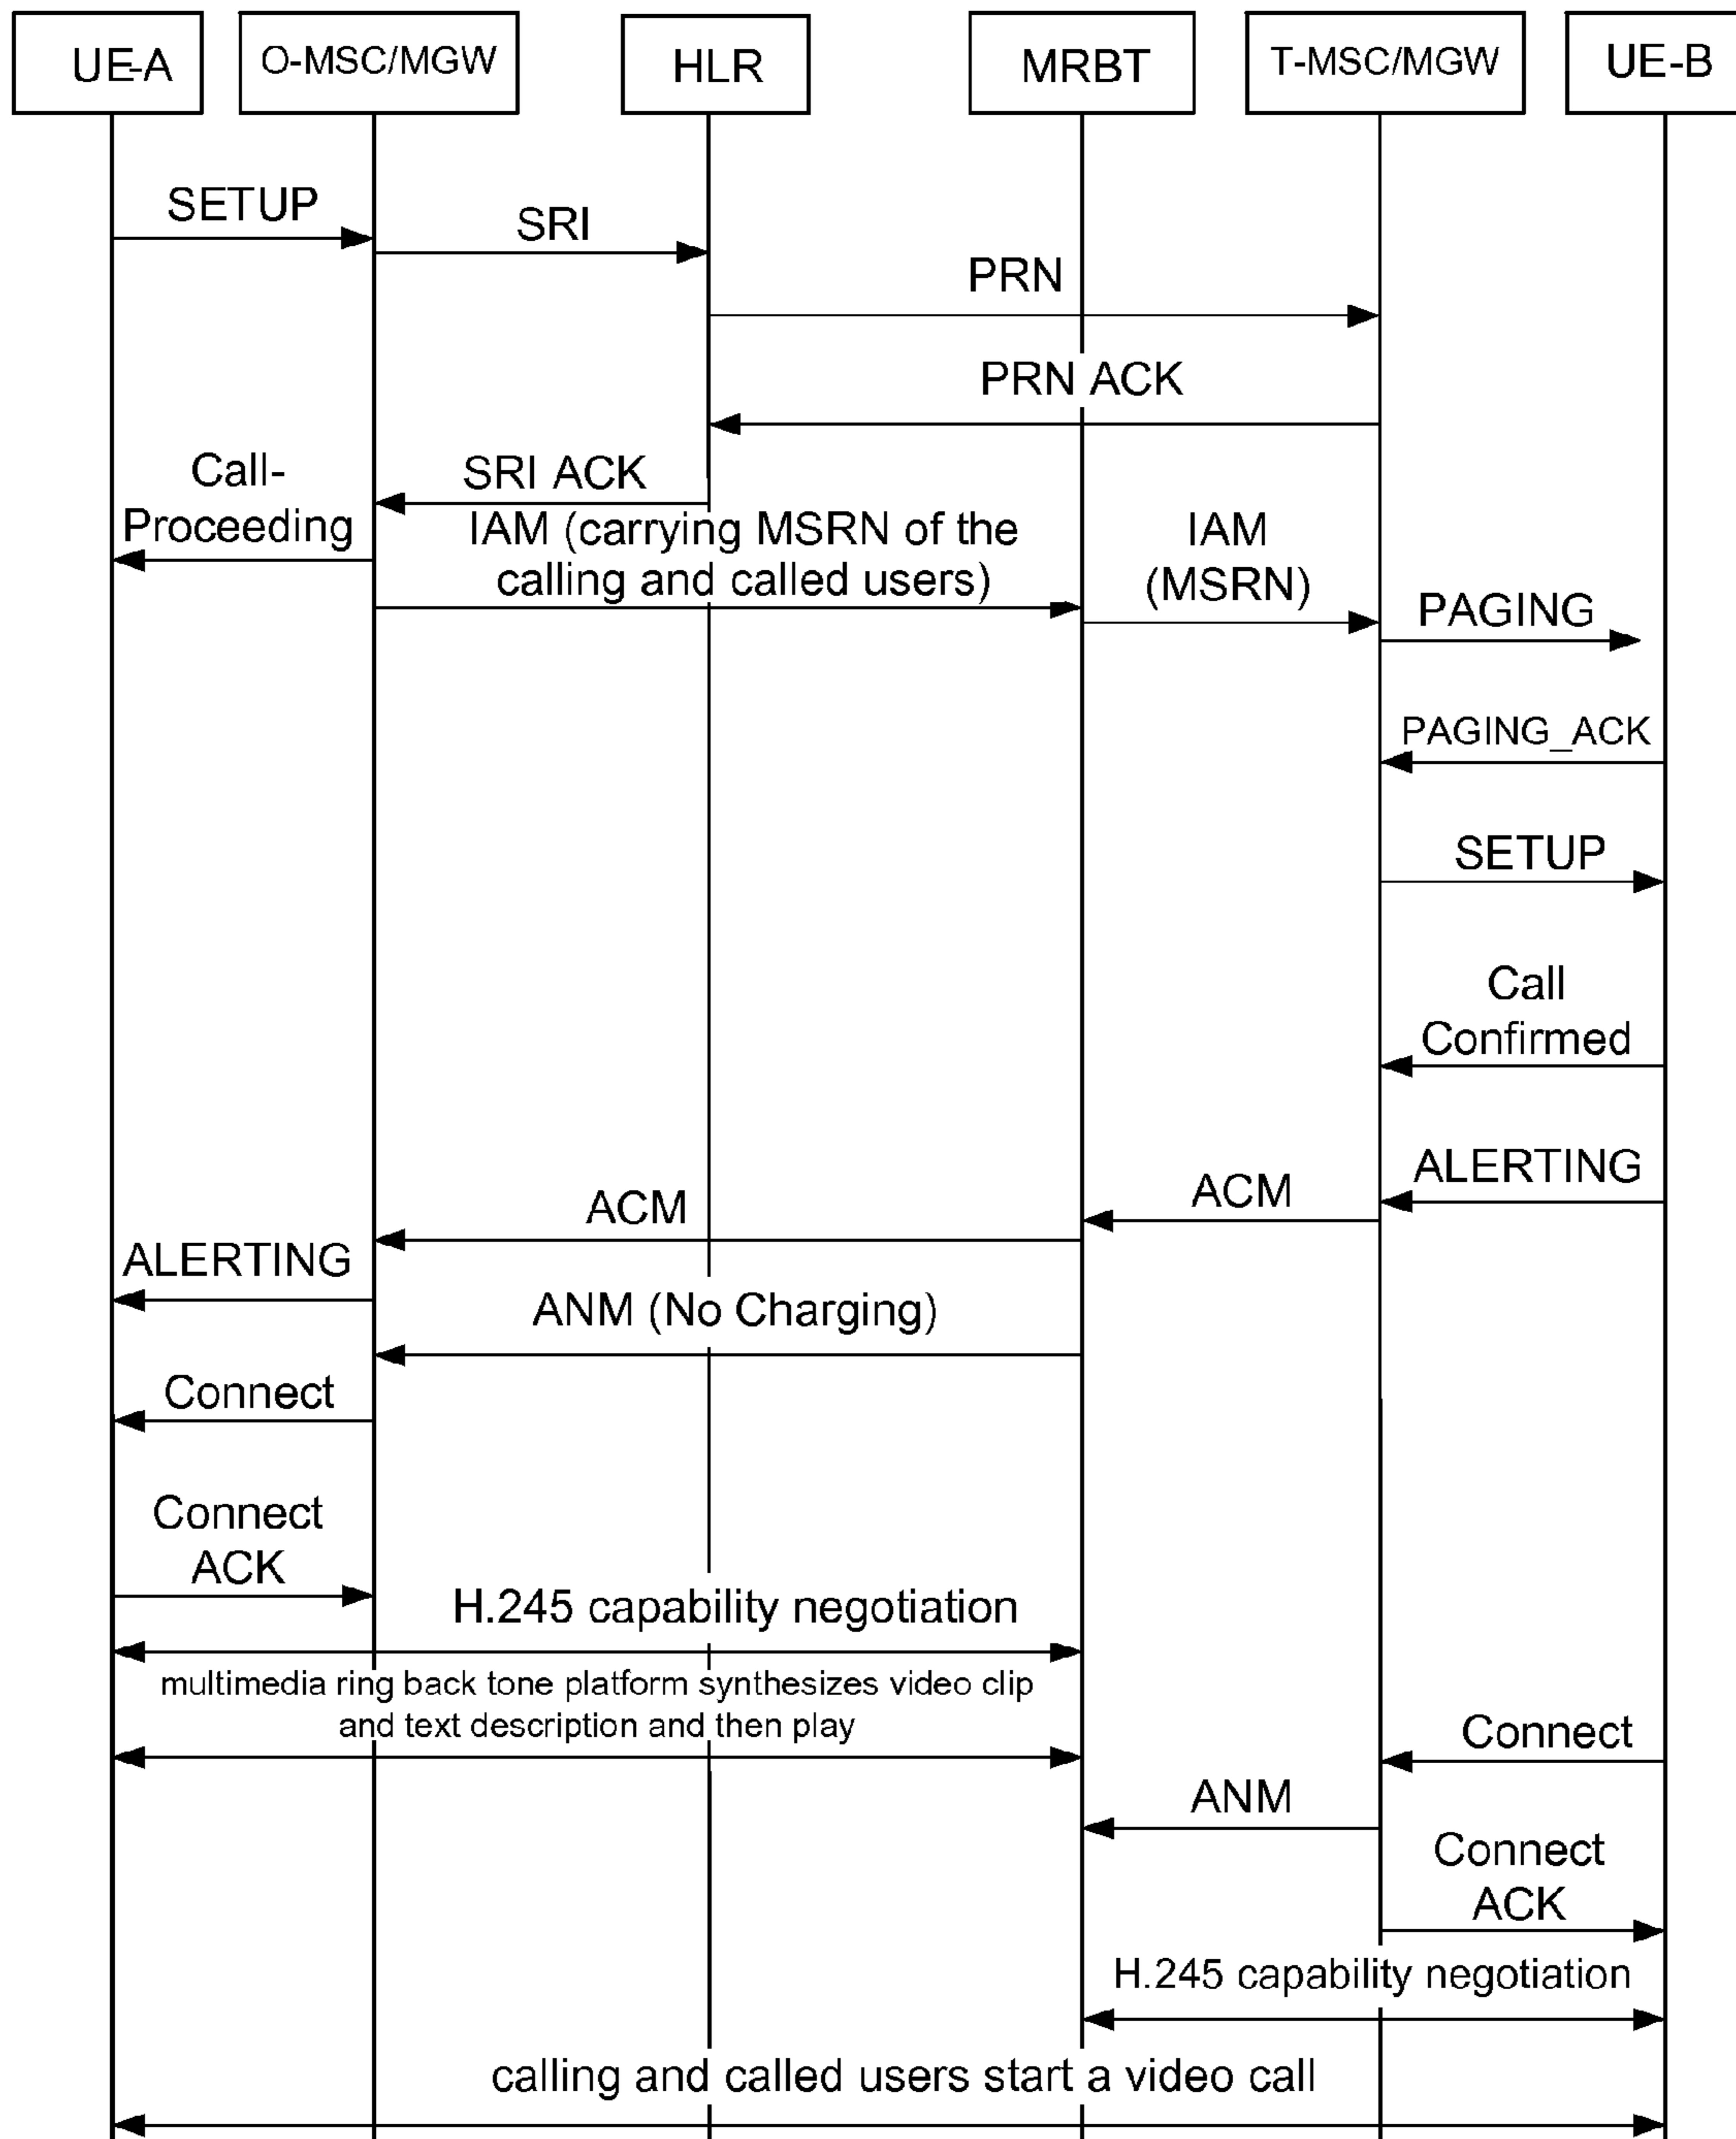 UE-A
O-MSC/MGW
HLR
MRBT
T-MSC/MGW
UE-B
SETUP
SRI
PRN
PRN ACK
Call-
Proceeding
SRI ACK
IAM (carrying MSRN of the
calling and called users)
IAM
(MSRN)
PAGING
PAGING_ACK
SETUP
Call
Confirmed
ALERTING
ACM
ACM
ALERTING
ANM (No Charging)
Connect
Connect
ACK
H.245 capability negotiation
multimedia ring back tone platform synthesizes video clip
and text description and then play
Connect
ANM
Connect
ACK
H.245 capability negotiation
calling and called users start a video call